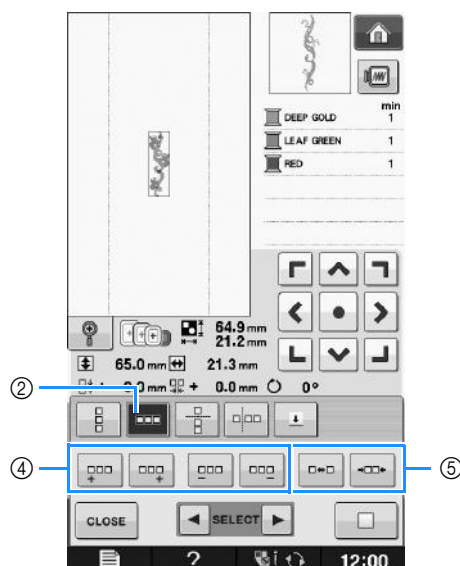 min
DEEP GOLD 1
LEAF GREEN 1
RED 1
64.9 mm
21.2 mm
65.0 mm 21.3 mm
+ 0.0 mm + 0.0 mm 0°
②
④ + + − − ⑤
CLOSE SELECT
? i 12:00